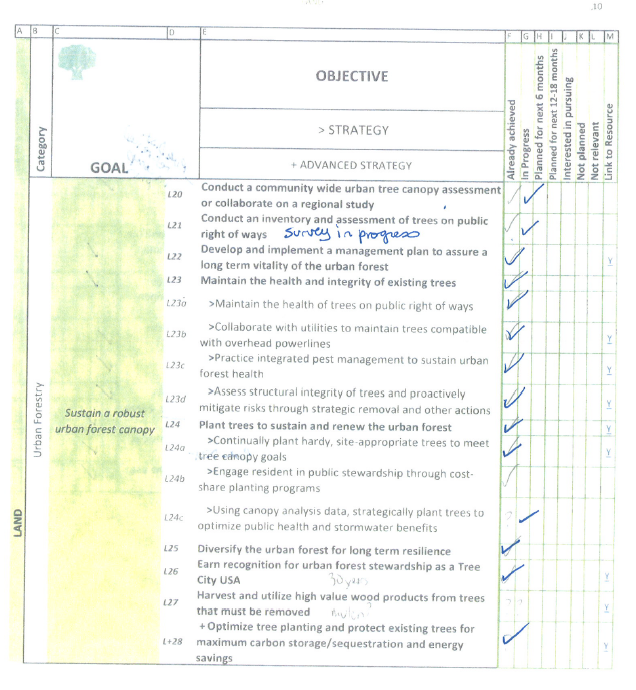 10
A B C D E F G H I J K L M
Category
GOAL
OBJECTIVE
> STRATEGY
+ ADVANCED STRATEGY
Already achieved
In Progress
Planned for next 6 months
Planned for next 12-18 months
Interested in pursuing
Not planned
Not relevant
Link to Resource
LAND
Urban Forestry
Sustain a robust
urban forest canopy
L20 Conduct a community wide urban tree canopy assessment
or collaborate on a regional study
L21 Conduct an inventory and assessment of trees on public
right of ways survey in progress
L22 Develop and implement a management plan to assure a
long term vitality of the urban forest Y
L23 Maintain the health and integrity of existing trees
L23a >Maintain the health of trees on public right of ways
L23b >Collaborate with utilities to maintain trees compatible
with overhead powerlines Y
L23c >Practice integrated pest management to sustain urban
forest health Y
L23d >Assess structural integrity of trees and proactively
mitigate risks through strategic removal and other actions Y
L24 Plant trees to sustain and renew the urban forest Y
L24a >Continually plant hardy, site-appropriate trees to meet
tree canopy goals Y
L24b >Engage resident in public stewardship through cost-
share planting programs
L24c >Using canopy analysis data, strategically plant trees to
optimize public health and stormwater benefits
L25 Diversify the urban forest for long term resilience
L26 Earn recognition for urban forest stewardship as a Tree
City USA 30 years Y
L27 Harvest and utilize high value wood products from trees
that must be removed Y
L+28 + Optimize tree planting and protect existing trees for
maximum carbon storage/sequestration and energy Y
savings